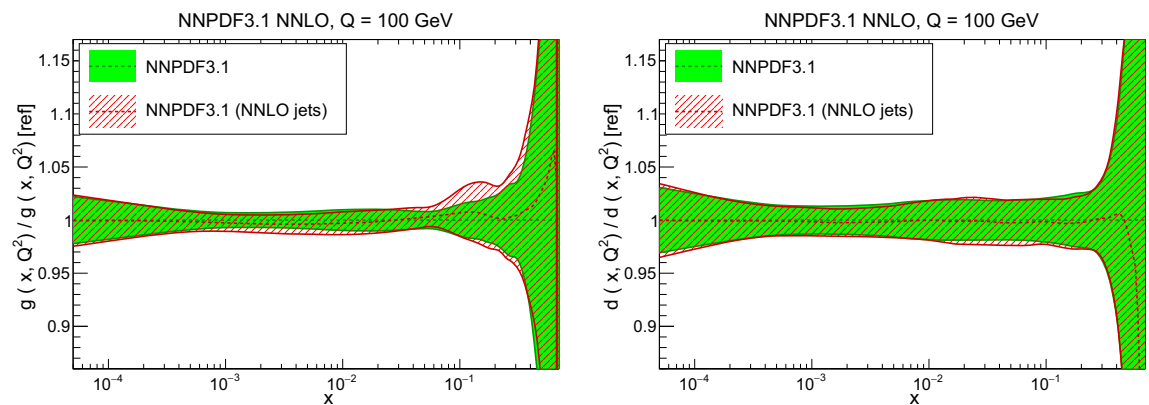 NNPDF3.1 NNLO, Q = 100 GeV
g ( x, Q²) / g ( x, Q²) [ref]
1.15
1.1
1.05
1
0.95
0.9
NNPDF3.1
NNPDF3.1 (NNLO jets)
10⁻⁴
10⁻³
10⁻²
10⁻¹
x
NNPDF3.1 NNLO, Q = 100 GeV
d ( x, Q²) / d ( x, Q²) [ref]
1.15
1.1
1.05
1
0.95
0.9
NNPDF3.1
NNPDF3.1 (NNLO jets)
10⁻⁴
10⁻³
10⁻²
10⁻¹
x